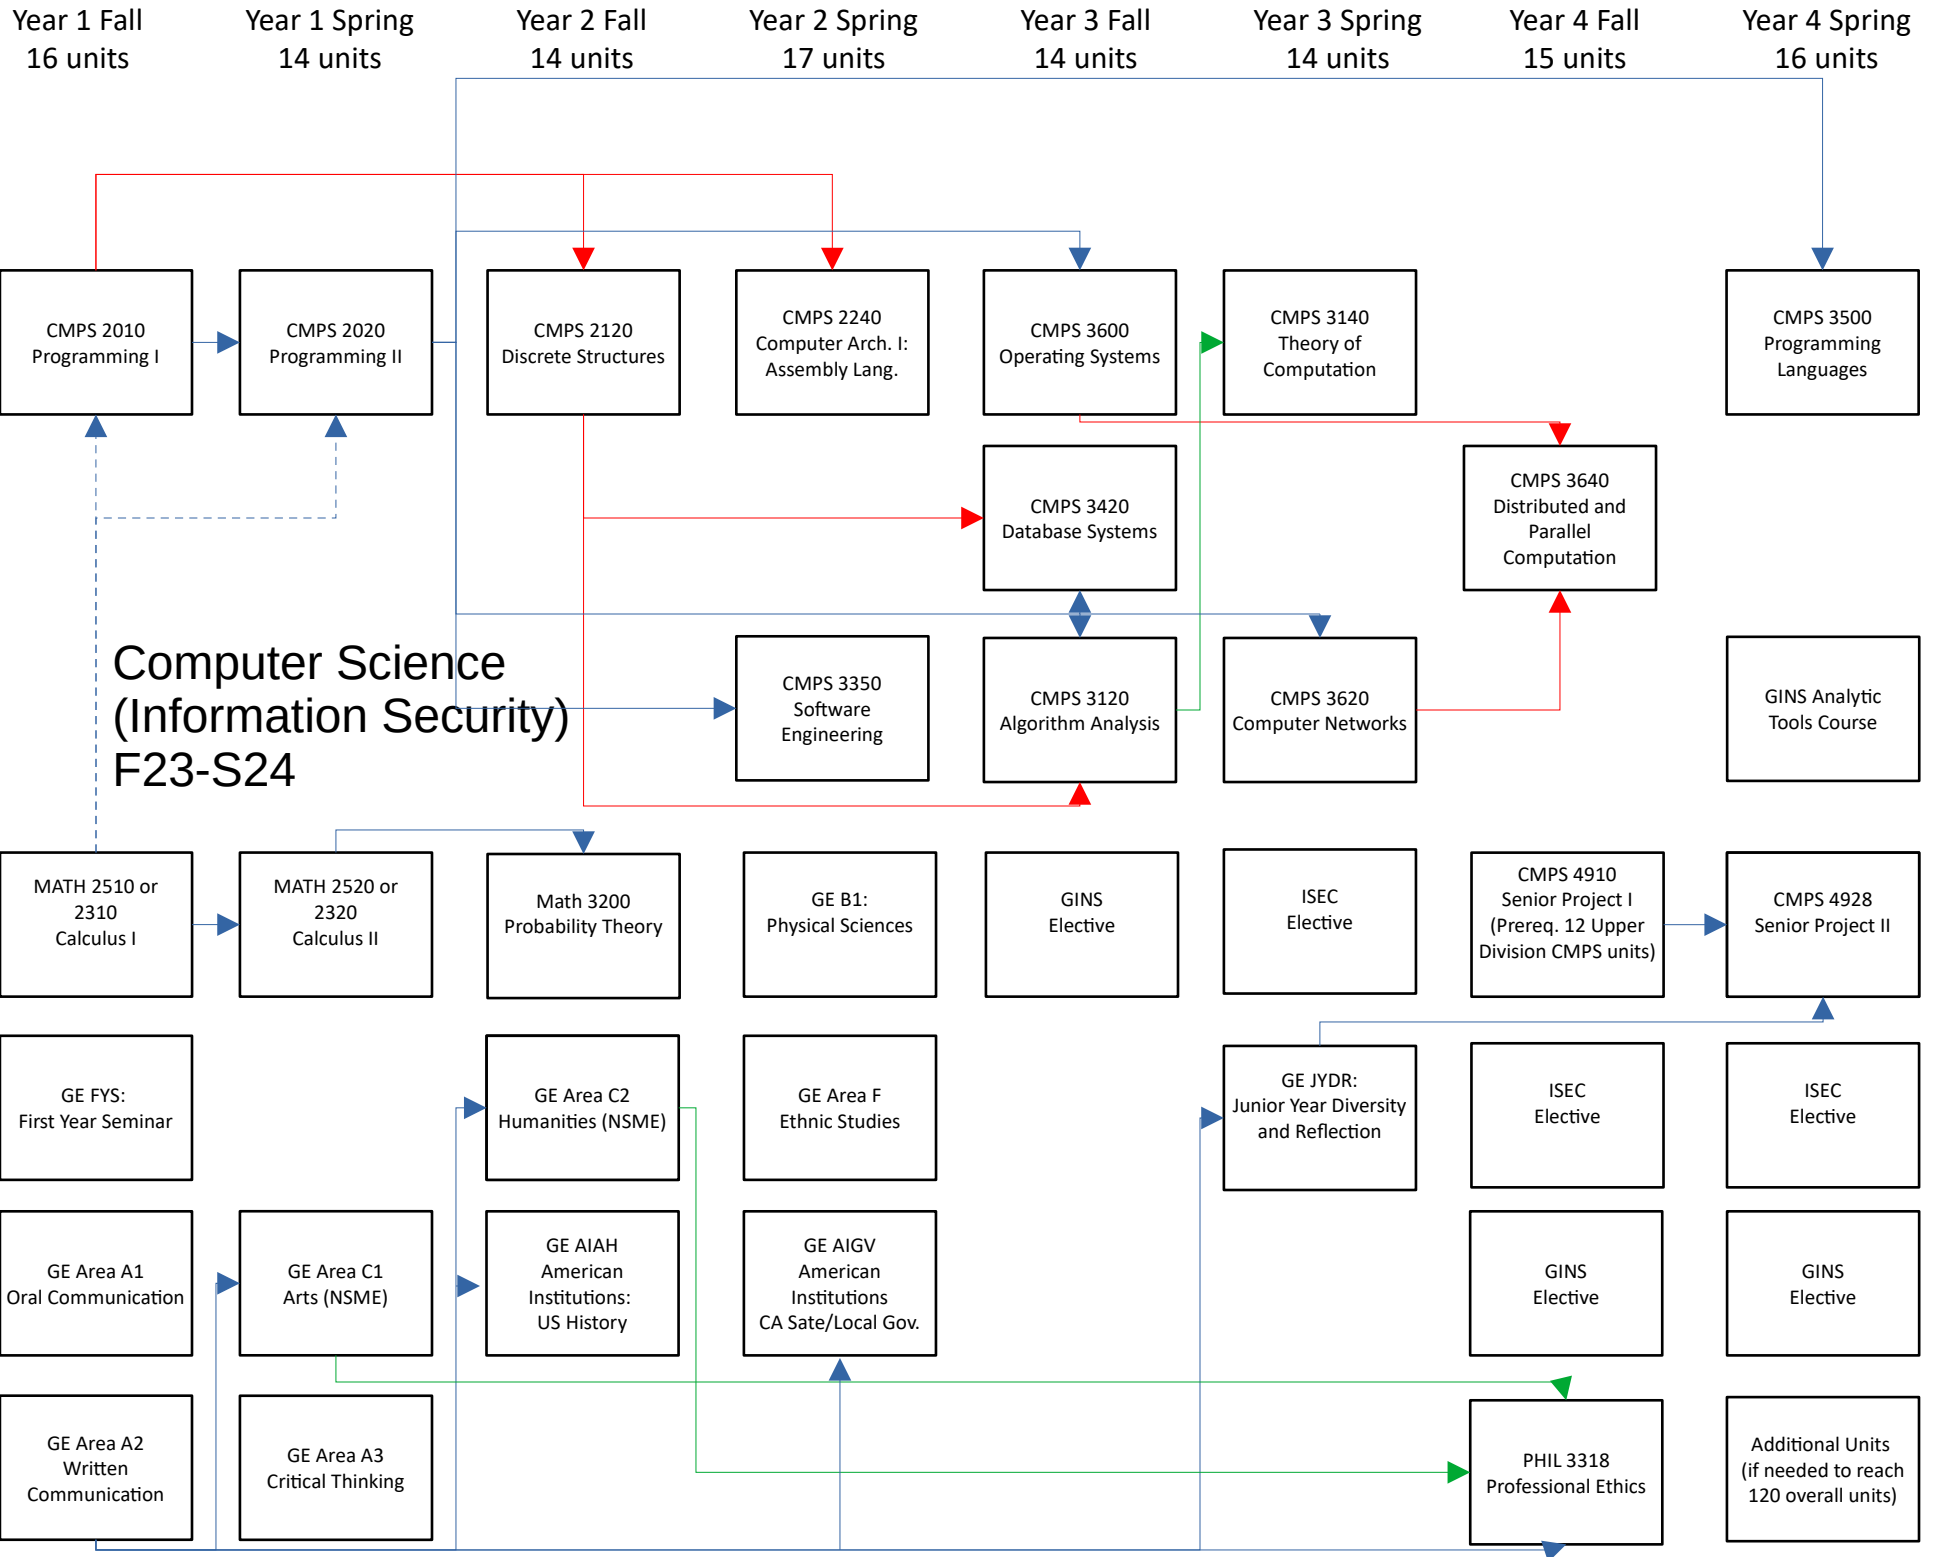 Year 1 Fall
16 units
Year 1 Spring
14 units
Year 2 Fall
14 units
Year 2 Spring
17 units
Year 3 Fall
14 units
Year 3 Spring
14 units
Year 4 Fall
15 units
Year 4 Spring
16 units
CMPS 2010
Programming I
CMPS 2020
Programming II
CMPS 2120
Discrete Structures
CMPS 2240
Computer Arch. I:
Assembly Lang.
CMPS 3600
Operating Systems
CMPS 3140
Theory of
Computation
CMPS 3500
Programming
Languages
CMPS 3420
Database Systems
CMPS 3640
Distributed and
Parallel
Computation
Computer Science
(Information Security)
F23-S24
CMPS 3350
Software
Engineering
CMPS 3120
Algorithm Analysis
CMPS 3620
Computer Networks
GINS Analytic
Tools Course
MATH 2510 or
2310
Calculus I
MATH 2520 or
2320
Calculus II
Math 3200
Probability Theory
GE B1:
Physical Sciences
GINS
Elective
ISEC
Elective
CMPS 4910
Senior Project I
(Prereq. 12 Upper
Division CMPS units)
CMPS 4928
Senior Project II
GE FYS:
First Year Seminar
GE Area C2
Humanities (NSME)
GE Area F
Ethnic Studies
GE JYDR:
Junior Year Diversity
and Reflection
ISEC
Elective
ISEC
Elective
GE Area A1
Oral Communication
GE Area C1
Arts (NSME)
GE AIAH
American
Institutions:
US History
GE AIGV
American
Institutions
CA Sate/Local Gov.
GINS
Elective
GINS
Elective
GE Area A2
Written
Communication
GE Area A3
Critical Thinking
PHIL 3318
Professional Ethics
Additional Units
(if needed to reach
120 overall units)